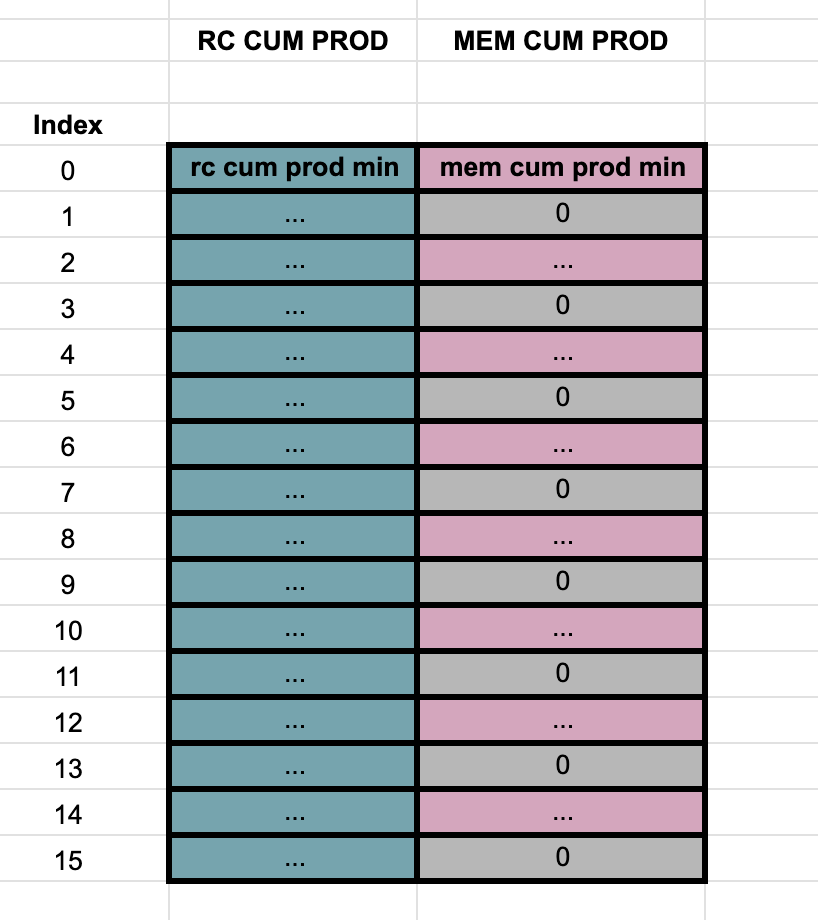 RC CUM PROD MEM CUM PROD
Index
0 rc cum prod min mem cum prod min
1 ... 0
2 ... ...
3 ... 0
4 ... ...
5 ... 0
6 ... ...
7 ... 0
8 ... ...
9 ... 0
10 ... ...
11 ... 0
12 ... ...
13 ... 0
14 ... ...
15 ... 0